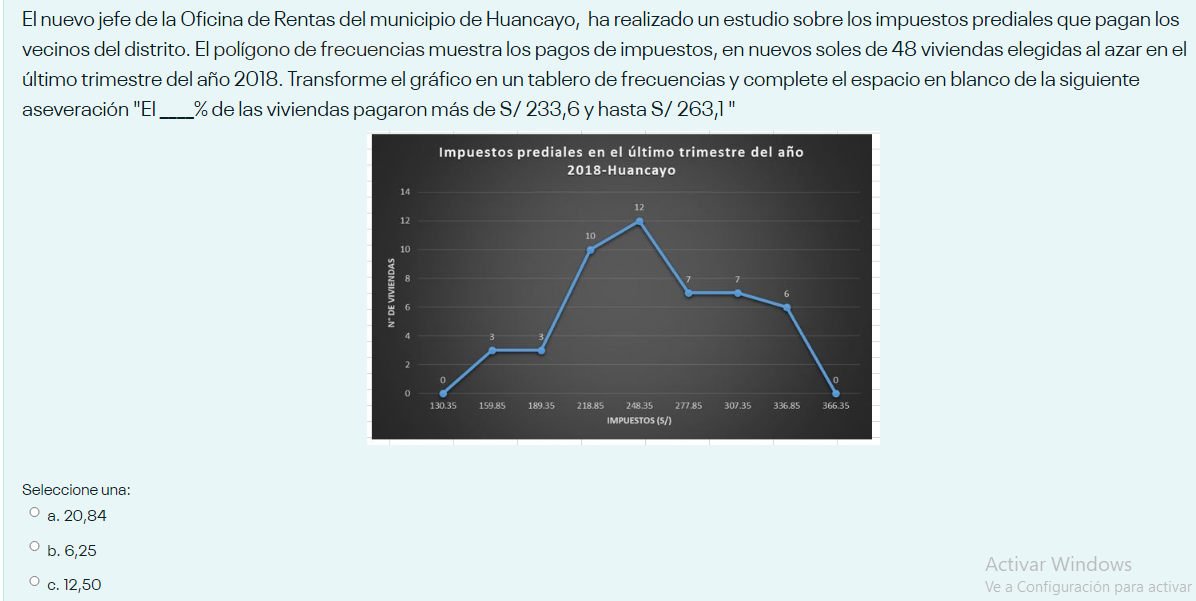 El nuevo jefe de la Oficina de Rentas del municipio de Huancayo, ha realizado un estudio sobre los impuestos prediales que pagan los
vecinos del distrito. El polígono de frecuencias muestra los pagos de impuestos, en nuevos soles de 48 viviendas elegidas al azar en el
último trimestre del año 2018. Transforme el gráfico en un tablero de frecuencias y complete el espacio en blanco de la siguiente
aseveración "El ____% de las viviendas pagaron más de S/ 233,6 y hasta S/ 263,1 "
Impuestos prediales en el último trimestre del año
2018-Huancayo
14
12
10
8
6
4
2
0
N° DE VIVIENDAS
0
3
3
10
12
7
7
6
0
130.35 159.85 189.35 218.85 248.35 277.85 307.35 336.85 366.35
IMPUESTOS (S/)
Seleccione una:
a. 20,84
b. 6,25
c. 12,50
Activar Windows
Ve a Configuración para activar